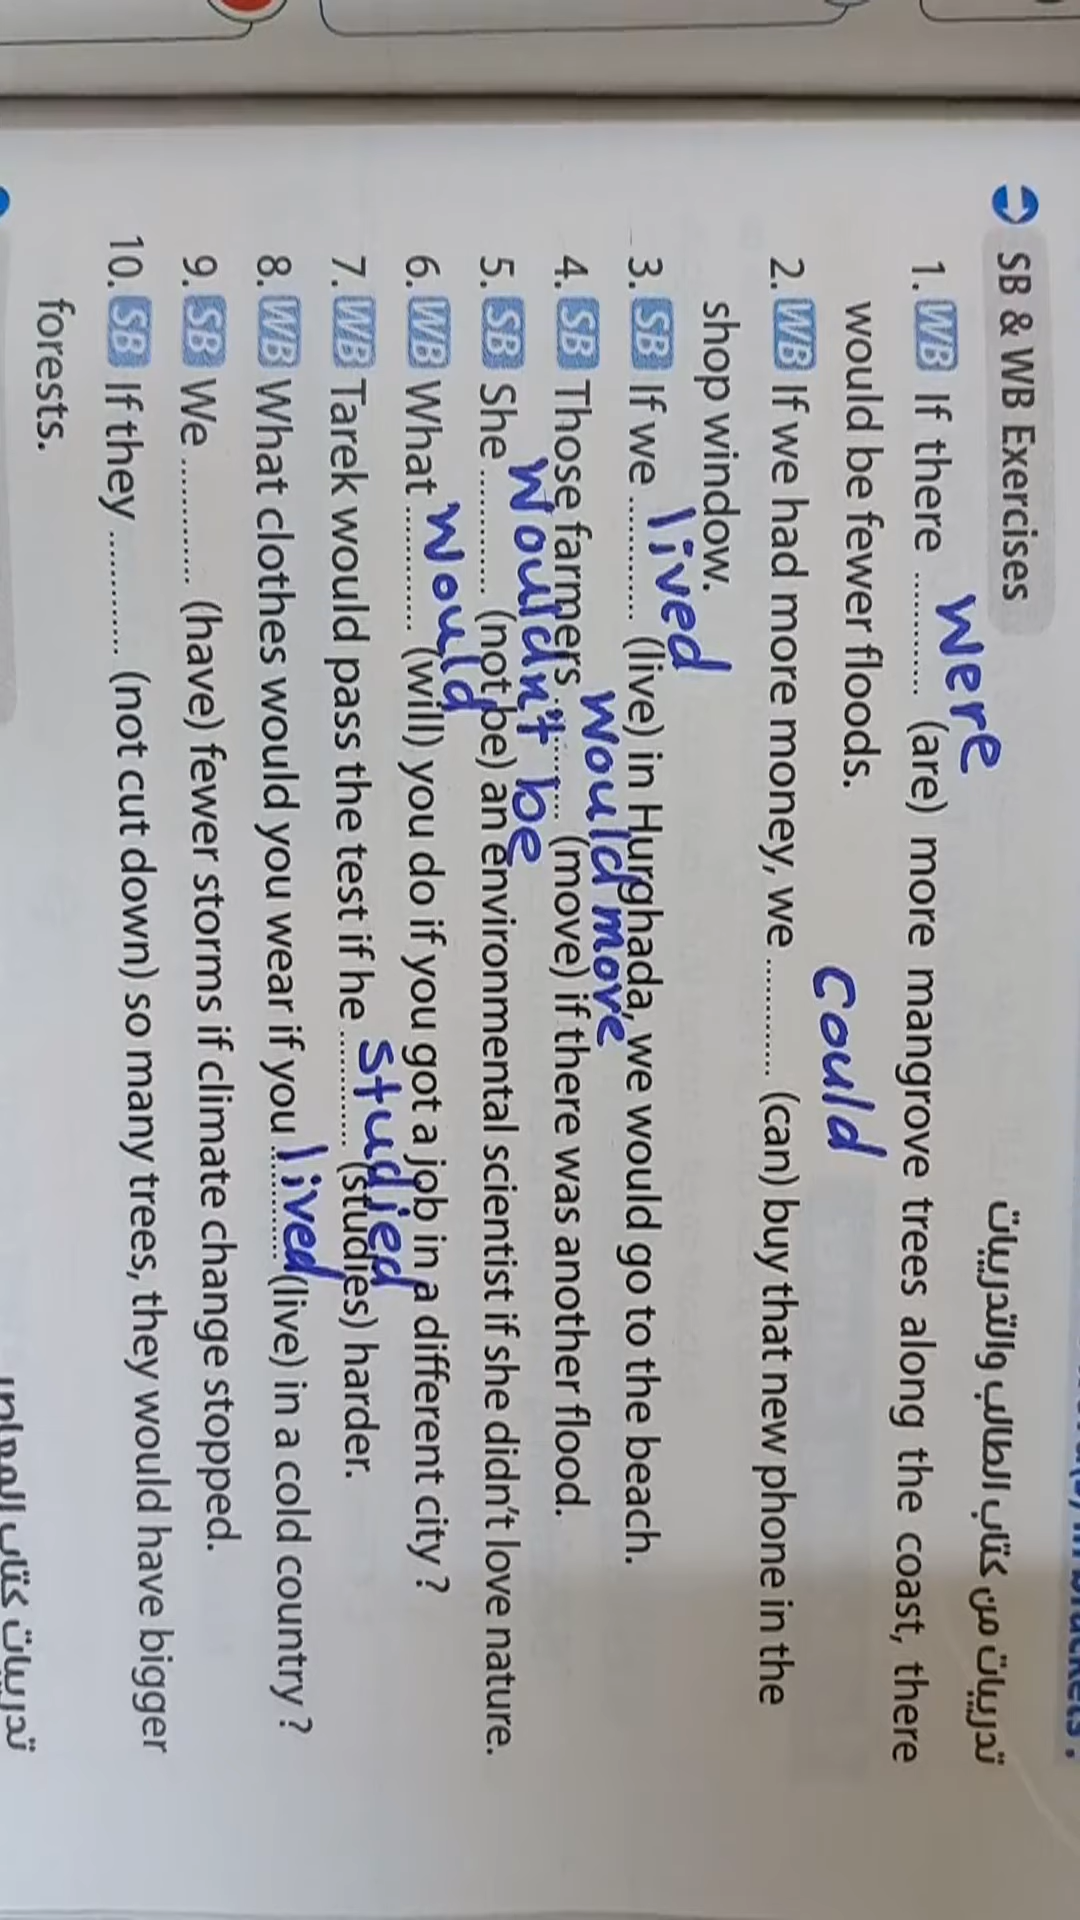 brackets :
SB & WB Exercises تدريبات من كتاب الطالب والتدريبات
were
1. WB If there .......... (are) more mangrove trees along the coast, there
would be fewer floods.
could
2. WB If we had more money, we .......... (can) buy that new phone in the
shop window.
lived
3. SB If we .......... (live) in Hurghada, we would go to the beach.
would move
4. SB Those farmers .......... (move) if there was another flood.
wouldn't be
5. SB She .......... (not be) an environmental scientist if she didn't love nature.
would
6. WB What .......... (will) you do if you got a job in a different city ?
studied
7. WB Tarek would pass the test if he .......... (studies) harder.
lived
8. WB What clothes would you wear if you .......... (live) in a cold country ?
9. SB We .......... (have) fewer storms if climate change stopped.
10. SB If they .......... (not cut down) so many trees, they would have bigger
forests.
تدريبات كتاب